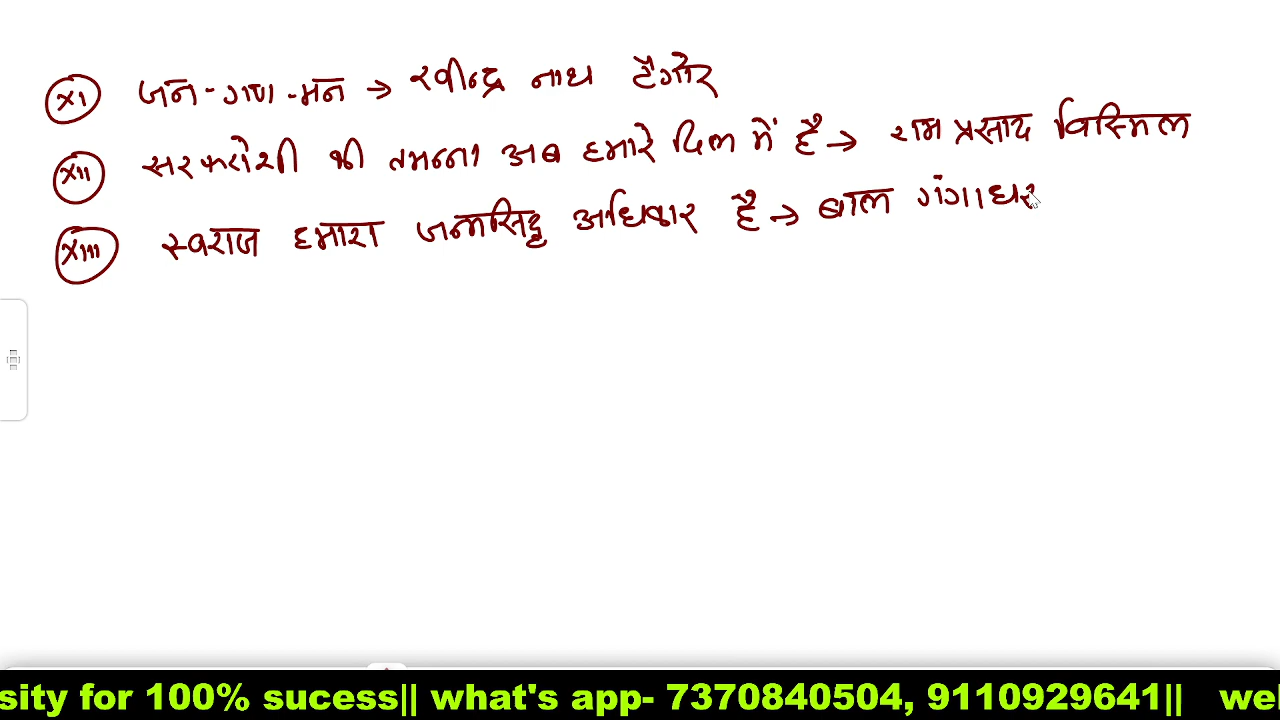 XI जन-गण-मन → रवीन्द्र नाथ टैगोर
XII सरफरोशी की तमन्ना अब हमारे दिल में है → राम प्रसाद विस्मिल
XIII स्वराज हमारा जन्मसिद्ध अधिकार है → बाल गंगाधर
sity for 100% sucess|| what's app- 7370840504, 9110929641|| wel